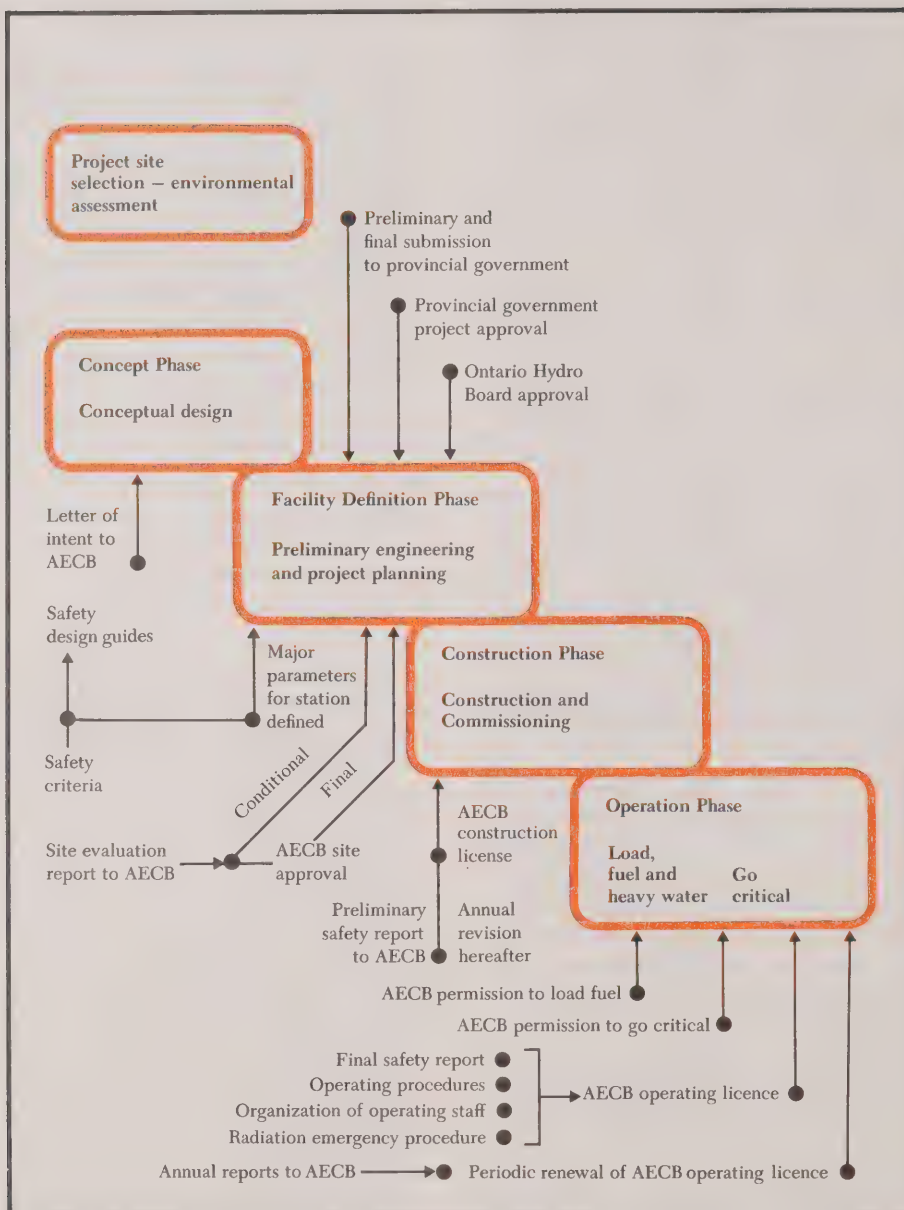 Project site
selection – environmental
assessment
Preliminary and
final submission
to provincial government
Provincial government
project approval
Concept Phase
Conceptual design
Ontario Hydro
Board approval
Letter of
intent to
AECB
Facility Definition Phase
Preliminary engineering
and project planning
Safety
design guides
Major
parameters
for station
defined
Safety
criteria
Construction Phase
Construction and
Commissioning
Conditional
Final
Site evaluation
report to AECB
AECB site
approval
AECB
construction
license
Preliminary
safety report
to AECB
Annual
revision
hereafter
Operation Phase
Load,
fuel and
heavy water
Go
critical
AECB permission to load fuel
AECB permission to go critical
Final safety report
Operating procedures
Organization of operating staff
Radiation emergency procedure
AECB operating licence
Annual reports to AECB
Periodic renewal of AECB operating licence